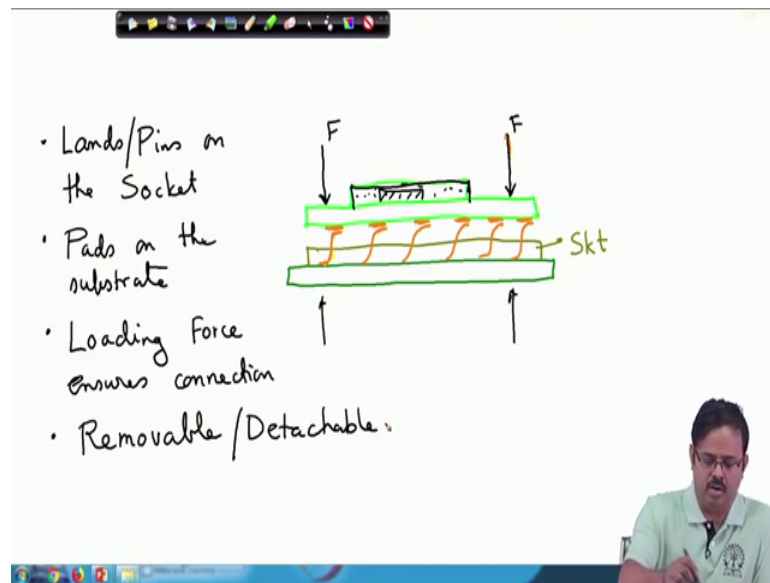 F
F
• Lands/Pins on
the Socket
• Pads on the
substrate
• Loading Force
ensures connection
• Removable/Detachable.
Skt